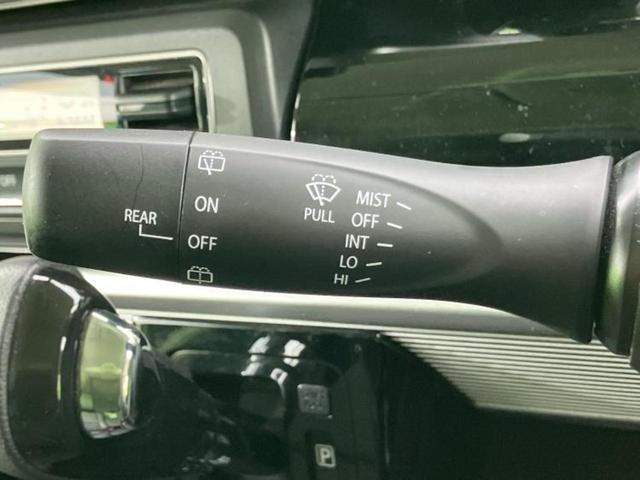 REAR
ON
OFF
PULL
MIST
OFF
INT
LO
HI
P